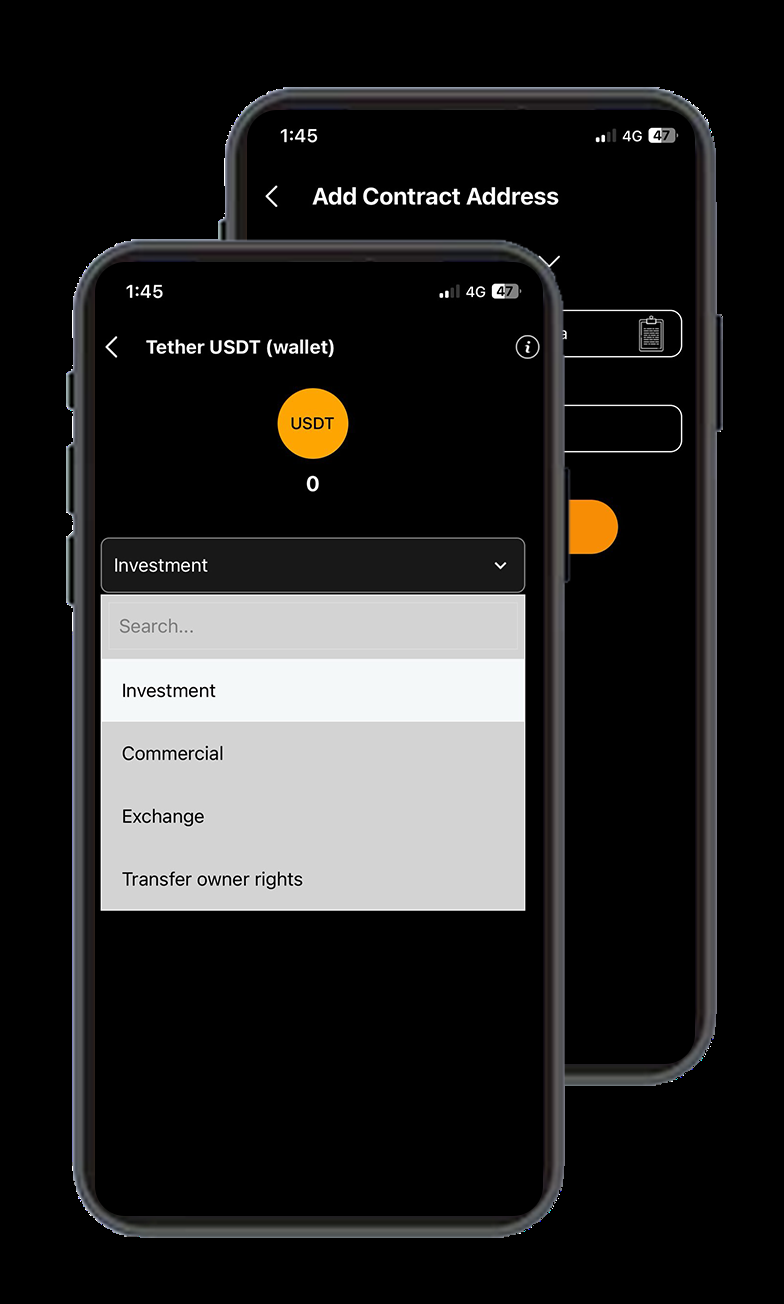 1:45
4G 47
Add Contract Address
a
1:45
4G 47
Tether USDT (wallet)
USDT
0
Investment
Search...
Investment
Commercial
Exchange
Transfer owner rights